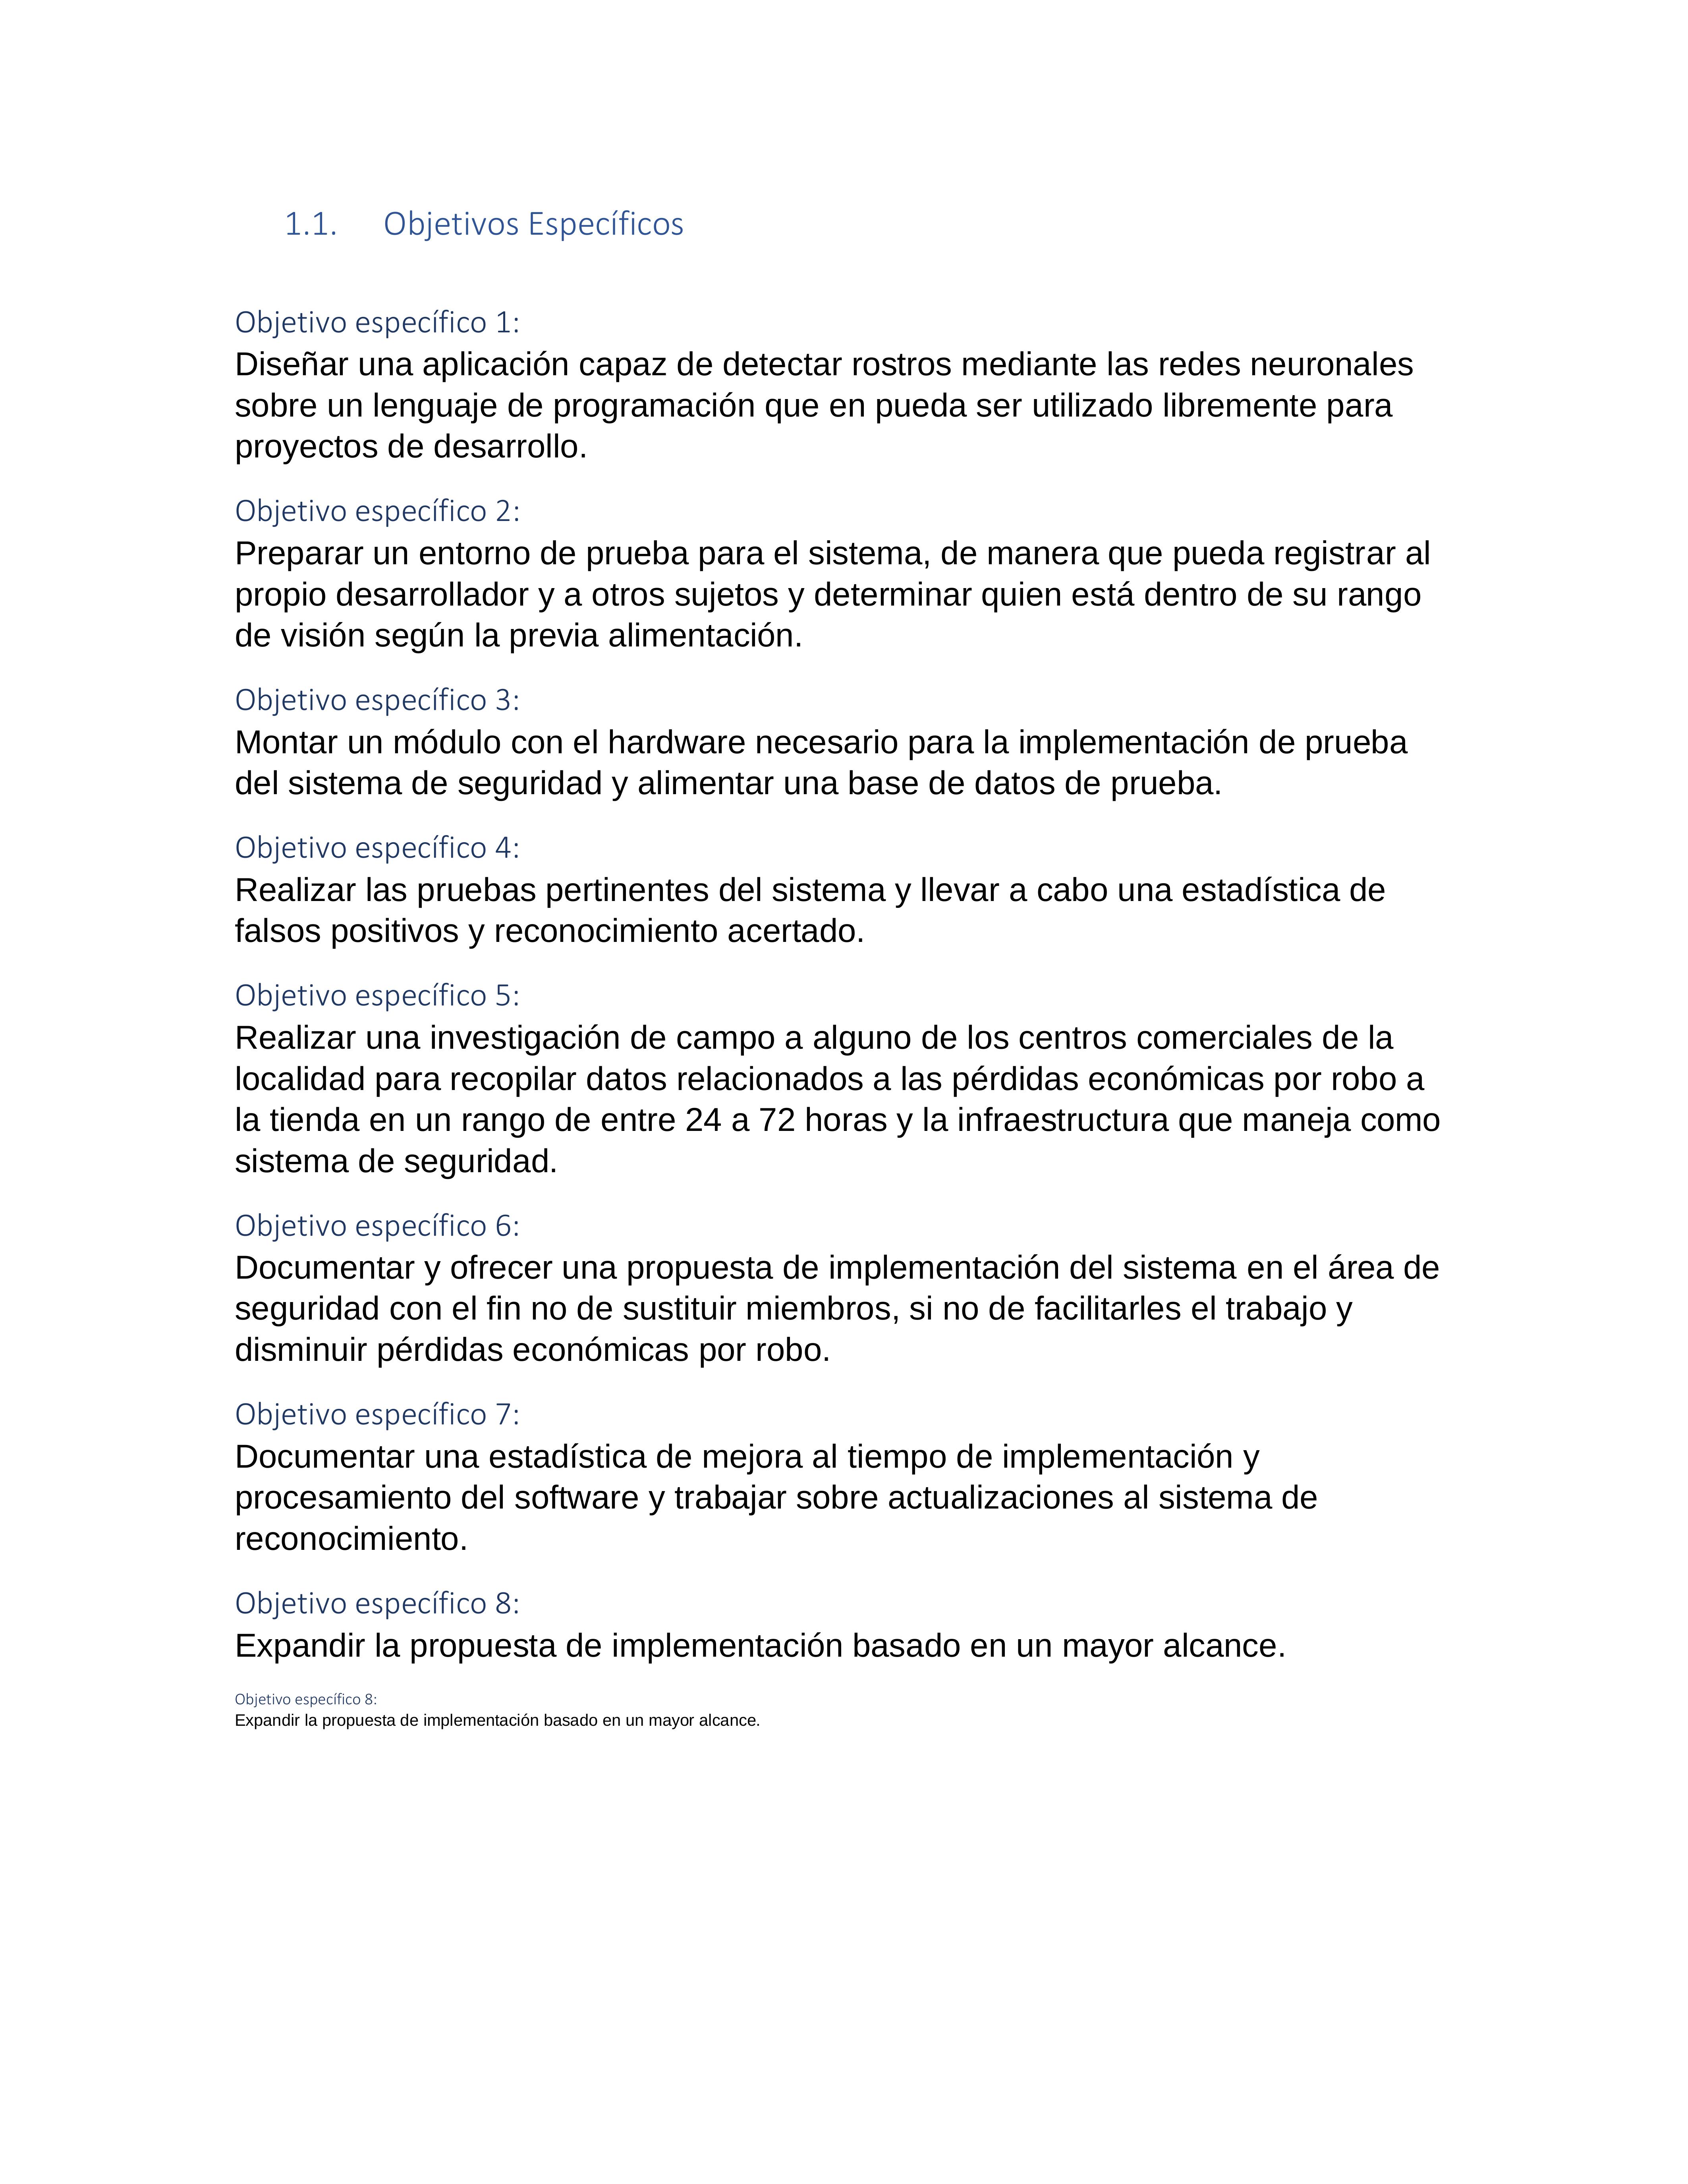 1.1. Objetivos Específicos
Objetivo específico 1:
Diseñar una aplicación capaz de detectar rostros mediante las redes neuronales
sobre un lenguaje de programación que en pueda ser utilizado libremente para
proyectos de desarrollo.
Objetivo específico 2:
Preparar un entorno de prueba para el sistema, de manera que pueda registrar al
propio desarrollador y a otros sujetos y determinar quien está dentro de su rango
de visión según la previa alimentación.
Objetivo específico 3:
Montar un módulo con el hardware necesario para la implementación de prueba
del sistema de seguridad y alimentar una base de datos de prueba.
Objetivo específico 4:
Realizar las pruebas pertinentes del sistema y llevar a cabo una estadística de
falsos positivos y reconocimiento acertado.
Objetivo específico 5:
Realizar una investigación de campo a alguno de los centros comerciales de la
localidad para recopilar datos relacionados a las pérdidas económicas por robo a
la tienda en un rango de entre 24 a 72 horas y la infraestructura que maneja como
sistema de seguridad.
Objetivo específico 6:
Documentar y ofrecer una propuesta de implementación del sistema en el área de
seguridad con el fin no de sustituir miembros, si no de facilitarles el trabajo y
disminuir pérdidas económicas por robo.
Objetivo específico 7:
Documentar una estadística de mejora al tiempo de implementación y
procesamiento del software y trabajar sobre actualizaciones al sistema de
reconocimiento.
Objetivo específico 8:
Expandir la propuesta de implementación basado en un mayor alcance.
Objetivo específico 8:
Expandir la propuesta de implementación basado en un mayor alcance.